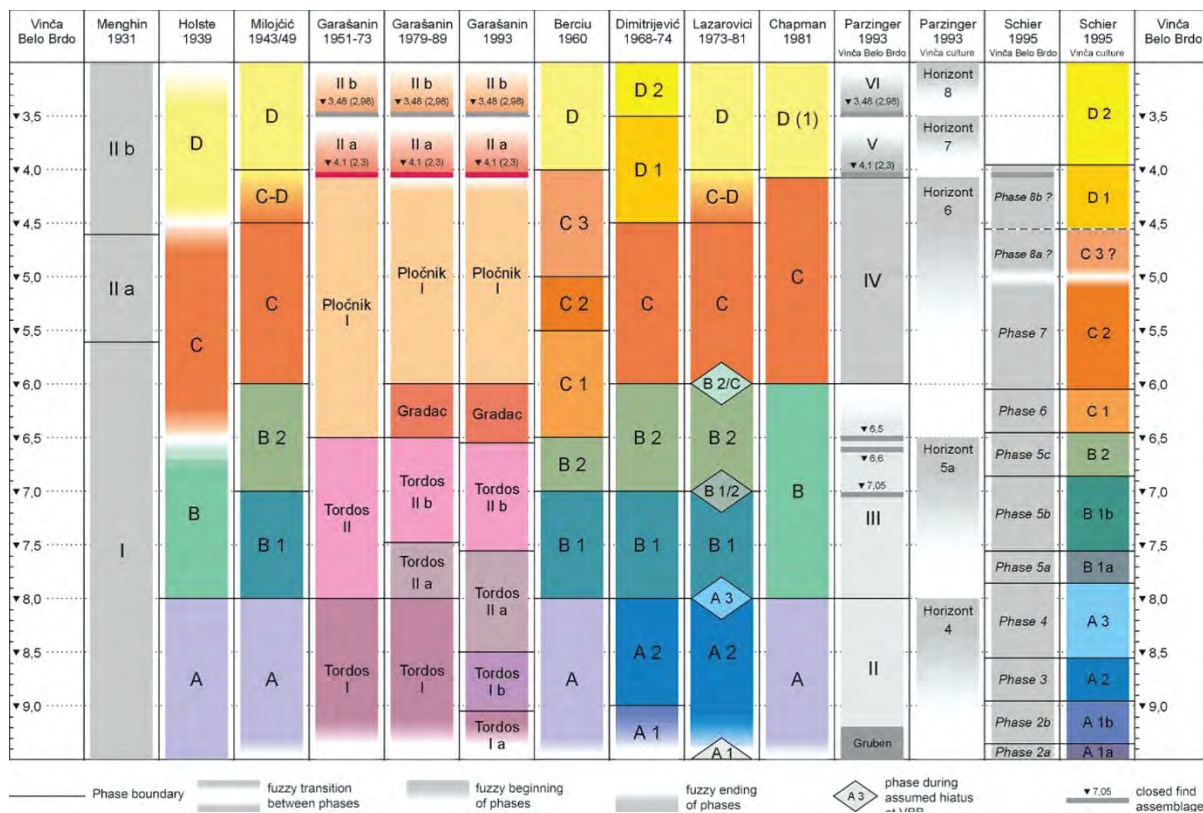 Vinča Belo Brdo
Menghin 1931
Holste 1939
Milojčić 1943/49
Garašanin 1951-73
Garašanin 1979-89
Garašanin 1993
Berciu 1960
Dimitrijević 1968-74
Lazarovici 1973-81
Chapman 1981
Parzinger 1993 Vinča Belo Brdo
Parzinger 1993 Vinča culture
Schier 1995 Vinča Belo Brdo
Schier 1995 Vinča culture
Vinča Belo Brdo
▼3,5
▼4,0
▼4,5
▼5,0
▼5,5
▼6,0
▼6,5
▼7,0
▼7,5
▼8,0
▼8,5
▼9,0
II b
II a
I
D
C
B
A
D
C-D
C
B 2
B 1
A
II b
▼3,48 (2,98)
II a
▼4,1 (2,3)
Pločnik I
Tordos II
Tordos I
II b
▼3,48 (2,98)
II a
▼4,1 (2,3)
Pločnik I
Gradac
Tordos II b
Tordos II a
Tordos I
II b
▼3,48 (2,98)
II a
▼4,1 (2,3)
Pločnik I
Gradac
Tordos II b
Tordos II a
Tordos I b
Tordos I a
D
C 3
C 2
C 1
B 2
B 1
A
D 2
D 1
C
B 2
B 1
A 2
A 1
D
C-D
C
B 2/C
B 2
B 1/2
B 1
A 3
A 2
A 1
D (1)
C
B
A
VI
▼3,48 (2,98)
V
▼4,1 (2,3)
IV
▼6,5
▼6,6
▼7,05
III
II
Gruben
Horizont 8
Horizont 7
Horizont 6
Horizont 5a
Horizont 4
Phase 8b ?
Phase 8a ?
Phase 7
Phase 6
Phase 5c
Phase 5b
Phase 5a
Phase 4
Phase 3
Phase 2b
Phase 2a
D 2
D 1
C 3 ?
C 2
C 1
B 2
B 1b
B 1a
A 3
A 2
A 1b
A 1a
▼3,5
▼4,0
▼4,5
▼5,0
▼5,5
▼6,0
▼6,5
▼7,0
▼7,5
▼8,0
▼8,5
▼9,0
Phase boundary
fuzzy transition
between phases
fuzzy beginning
of phases
fuzzy ending
of phases
A 3
phase during
assumed hiatus
▼7,05
closed find
assemblage